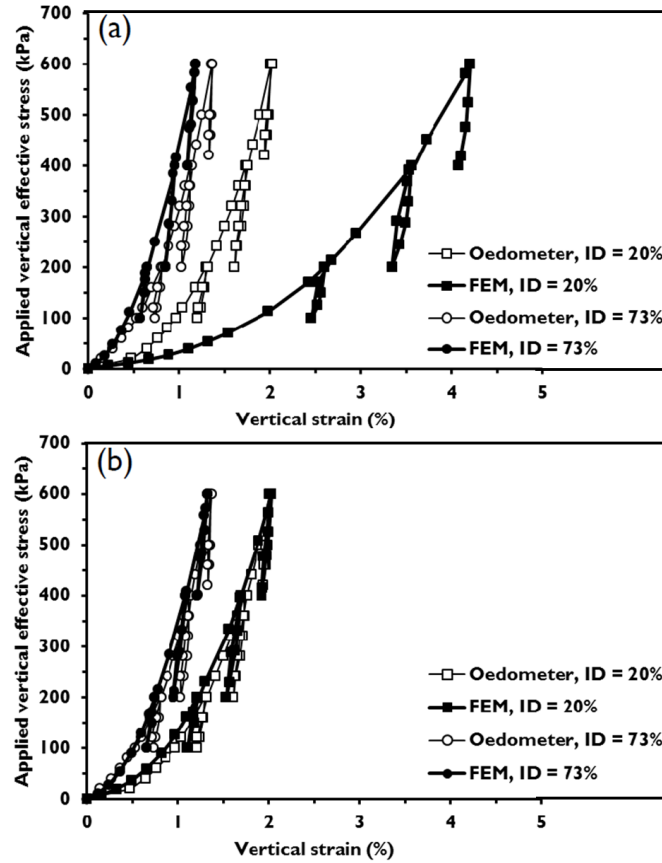 (a)
700
600
500
400
300
200
100
0
Applied vertical effective stress (kPa)
Oedometer, ID = 20%
FEM, ID = 20%
Oedometer, ID = 73%
FEM, ID = 73%
0 1 2 3 4 5
Vertical strain (%)
(b)
700
600
500
400
300
200
100
0
Applied vertical effective stress (kPa)
Oedometer, ID = 20%
FEM, ID = 20%
Oedometer, ID = 73%
FEM, ID = 73%
0 1 2 3 4 5
Vertical strain (%)